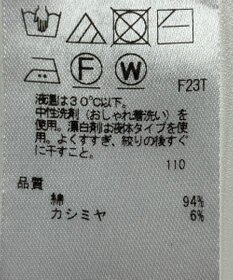 F W
F23T
液温は30℃以下。
中性洗剤（おしゃれ着洗い）を
使用。漂白剤は液体タイプを使
用。よくすすぎ、絞りの後すぐ
に干すこと。
110
品質
綿 94%
カシミヤ 6%